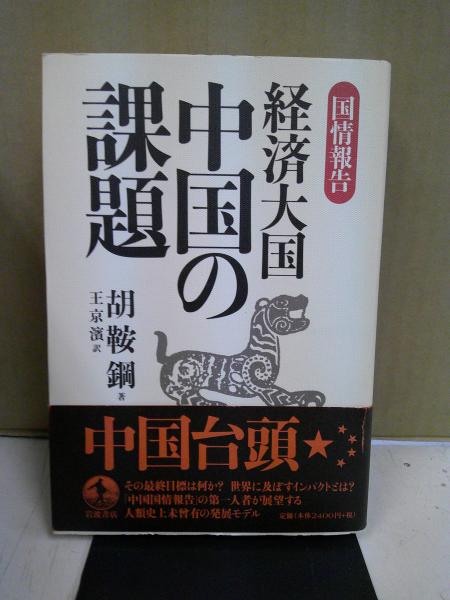 国情報告
経済大国
中国の
課題
胡鞍鋼著
王京濱訳
中国台頭★
その最終目標は何か? 世界に及ぼすインパクトとは?
「中国国情報告」の第一人者が展望する
人類史上未曾有の発展モデル
岩波書店
定価(本体2400円+税)